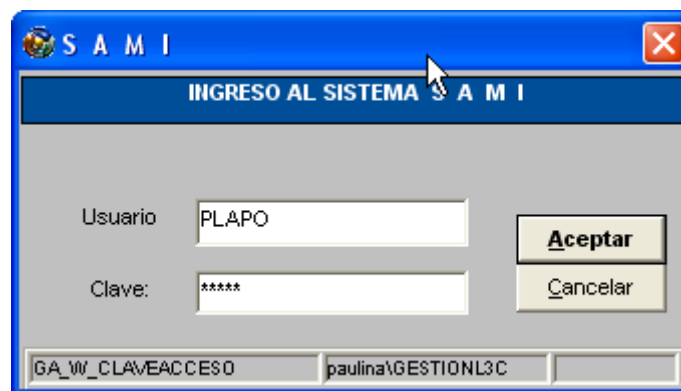 S A M I
INGRESO AL SISTEMA S A M I
Usuario PLAPO
Aceptar
Clave: *****
Cancelar
GA_W_CLAVEACCESO paulina\GESTIONL3C